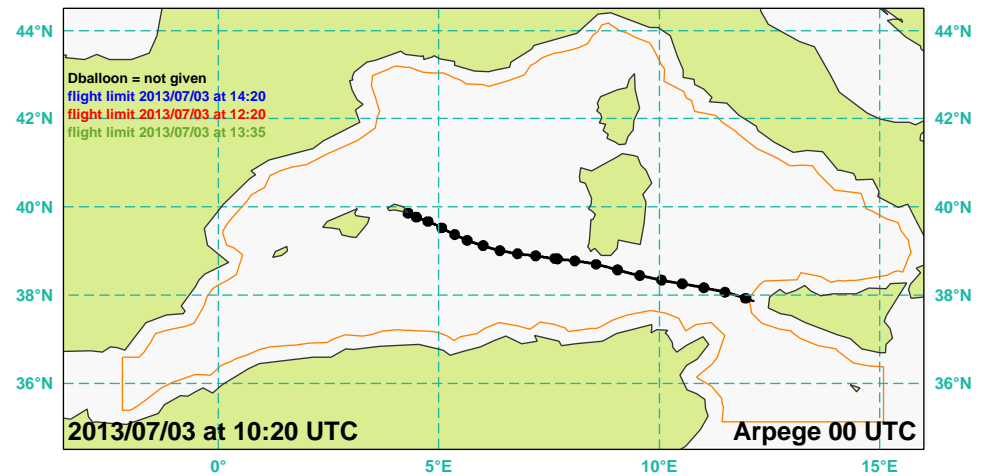 44°N 44°N
Dballoon = not given
flight limit 2013/07/03 at 14:20
flight limit 2013/07/03 at 12:20
42°N 42°N
flight limit 2013/07/03 at 13:35
40°N 40°N
38°N 38°N
36°N 36°N
2013/07/03 at 10:20 UTC Arpege 00 UTC
0° 5°E 10°E 15°E